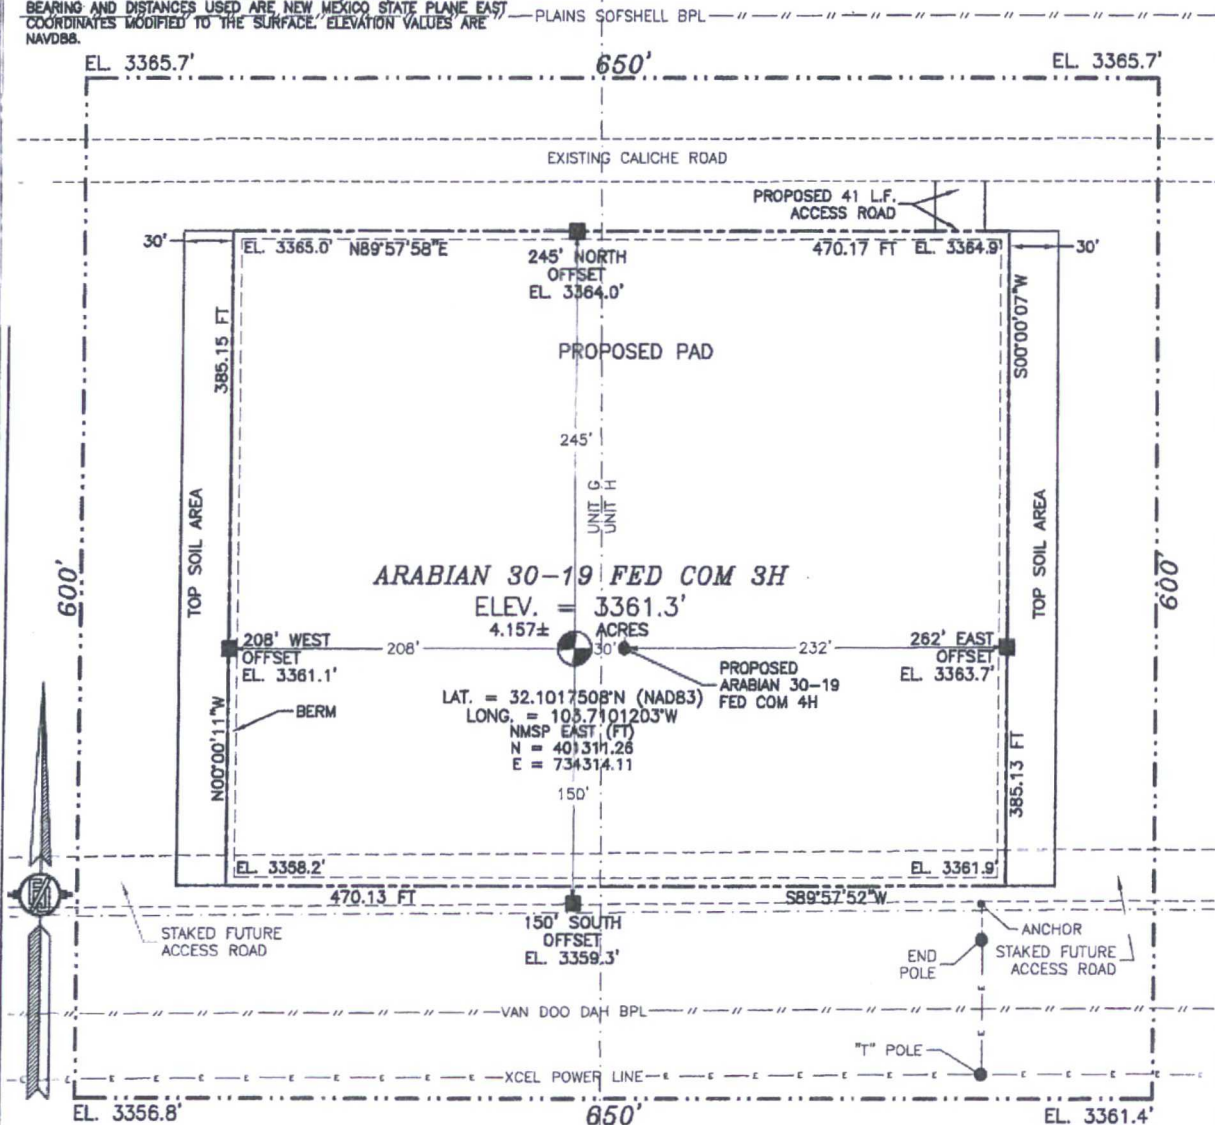 BEARING AND DISTANCES USED ARE NEW MEXICO STATE PLANE EAST
COORDINATES MODIFIED TO THE SURFACE. ELEVATION VALUES ARE
NAVD88.
PLAINS SOFSHELL BPL
EL. 3365.7'
650'
EL. 3365.7'
EXISTING CALICHE ROAD
PROPOSED 41 L.F.
ACCESS ROAD
30'
EL. 3365.0'
N89°57'58"E
245' NORTH
OFFSET
EL. 3364.0'
470.17 FT
EL. 3364.9'
30'
385.15 FT
S00°00'07"W
PROPOSED PAD
245'
UNIT G
UNIT H
TOP SOIL AREA
TOP SOIL AREA
600'
600'
ARABIAN 30-19 FED COM 3H
ELEV. = 3361.3'
4.157± ACRES
208' WEST
OFFSET
EL. 3361.1'
208'
30'
232'
262' EAST
OFFSET
EL. 3363.7'
PROPOSED
ARABIAN 30-19
FED COM 4H
LAT. = 32.1017508°N (NAD83)
LONG. = 103.7101203°W
NMSP EAST (FT)
N = 401311.26
E = 734314.11
BERM
N00°00'11"W
385.13 FT
150'
EL. 3358.2'
EL. 3361.9'
470.13 FT
S89°57'52"W
150' SOUTH
OFFSET
EL. 3359.3'
STAKED FUTURE
ACCESS ROAD
ANCHOR
END
POLE
STAKED FUTURE
ACCESS ROAD
VAN DOO DAH BPL
"T" POLE
XCEL POWER LINE
EL. 3356.8'
650'
EL. 3361.4'